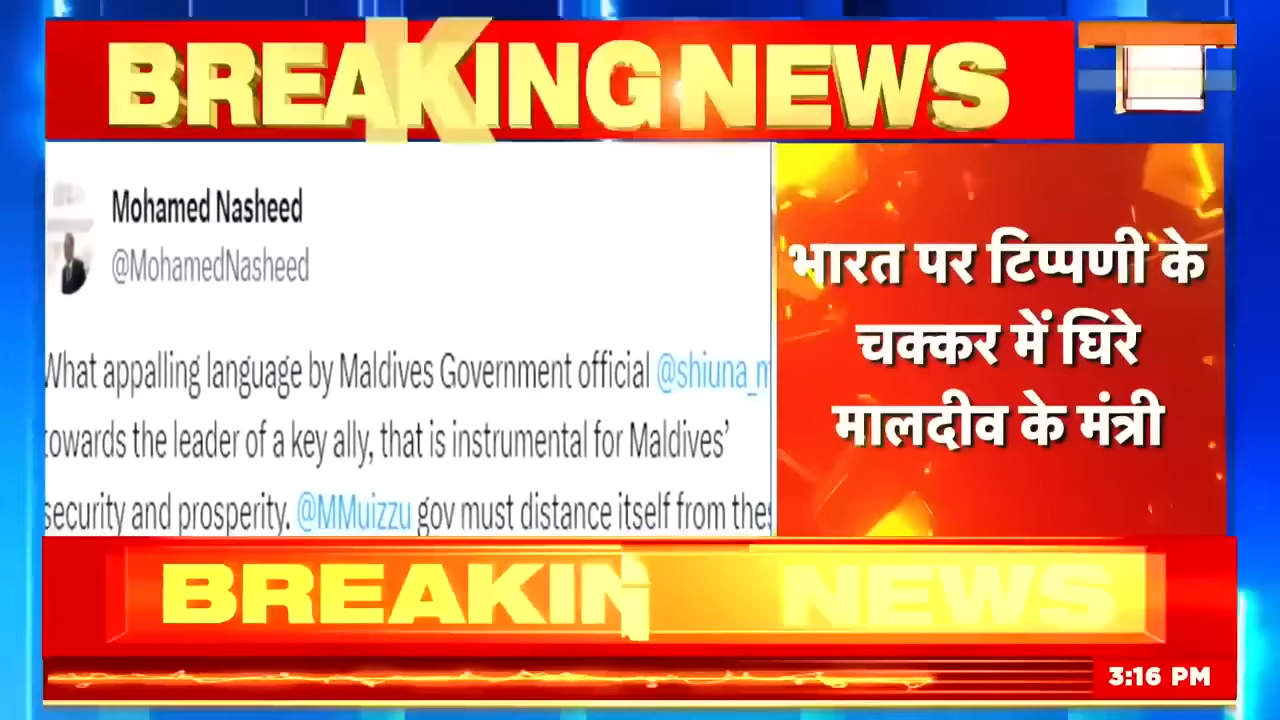 BREAKING NEWS
Mohamed Nasheed
@MohamedNasheed
What appalling language by Maldives Government official @shiuna_m
towards the leader of a key ally, that is instrumental for Maldives’
security and prosperity. @MMuizzu gov must distance itself from thes
भारत पर टिप्पणी के
चक्कर में घिरे
मालदीव के मंत्री
BREAKIN NEWS
3:16 PM